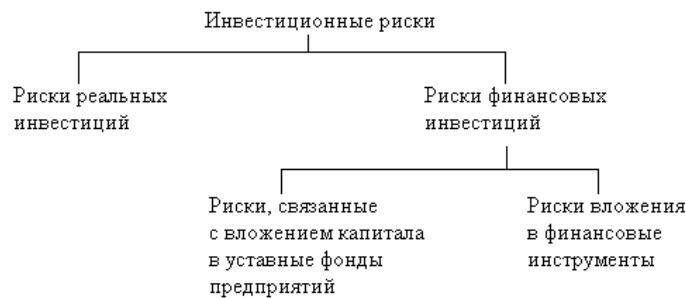 Инвестиционные риски
Риски реальных
инвестиций
Риски финансовых
инвестиций
Риски, связанные
с вложением капитала
в уставные фонды
предприятий
Риски вложения
в финансовые
инструменты